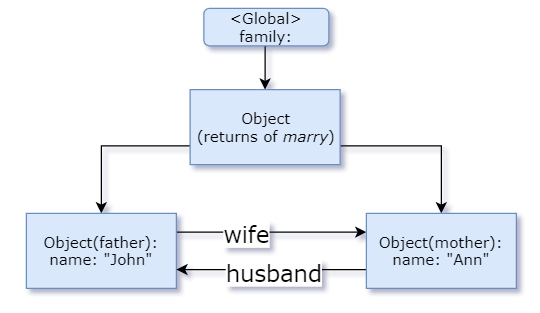 <Global>
family:
Object
(returns of marry)
Object(father):
name: "John"
wife
husband
Object(mother):
name: "Ann"